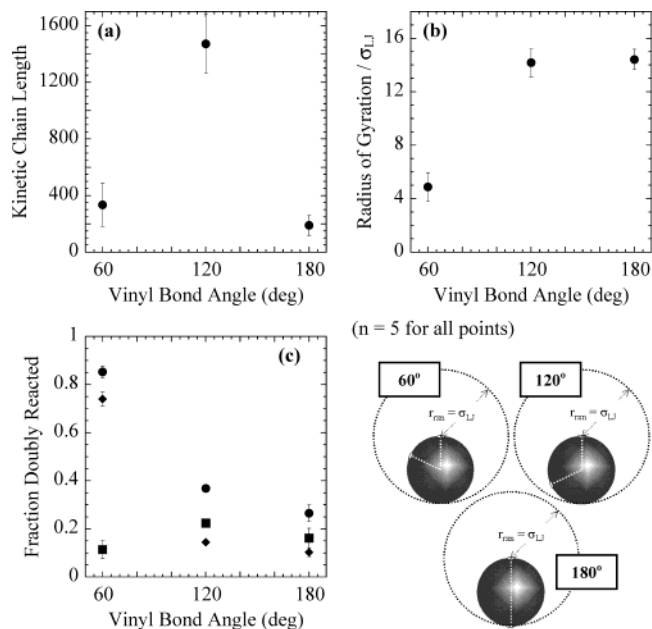 (a)
Kinetic Chain Length
1600
1200
800
400
0
60
120
180
Vinyl Bond Angle (deg)
(b)
Radius of Gyration / σLJ
16
12
8
4
0
60
120
180
Vinyl Bond Angle (deg)
(c)
Fraction Doubly Reacted
1
0.8
0.6
0.4
0.2
0
60
120
180
Vinyl Bond Angle (deg)
(n = 5 for all points)
60°
rrxn = σLJ
120°
rrxn = σLJ
rrxn = σLJ
180°